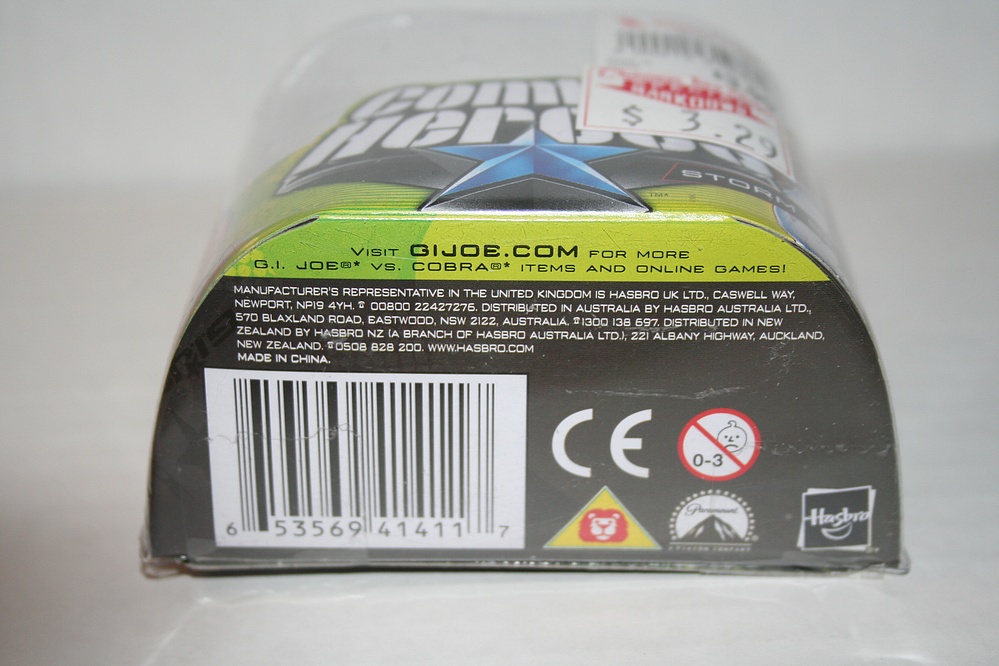 $ 3.29
STORM
TM*
VISIT GIJOE.COM FOR MORE
G.I. JOE®* VS. COBRA®* ITEMS AND ONLINE GAMES!
MANUFACTURER'S REPRESENTATIVE IN THE UNITED KINGDOM IS HASBRO UK LTD., CASWELL WAY,
NEWPORT, NP19 4YH. ☎ 00800 22427276. DISTRIBUTED IN AUSTRALIA BY HASBRO AUSTRALIA LTD.,
570 BLAXLAND ROAD, EASTWOOD, NSW 2122, AUSTRALIA. ☎1300 138 697. DISTRIBUTED IN NEW
ZEALAND BY HASBRO NZ (A BRANCH OF HASBRO AUSTRALIA LTD.), 221 ALBANY HIGHWAY, AUCKLAND,
NEW ZEALAND. ☎0508 828 200. WWW.HASBRO.COM
MADE IN CHINA.
6 53569 41411 7
CE
0-3
Paramount
A VIACOM COMPANY
Hasbro